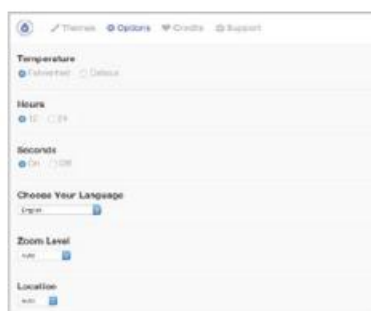 Themes Options Credits Support
Temperature
Fahrenheit Celsius
Hours
12 24
Seconds
On Off
Choose Your Language
English
Zoom Level
Auto
Location
Auto